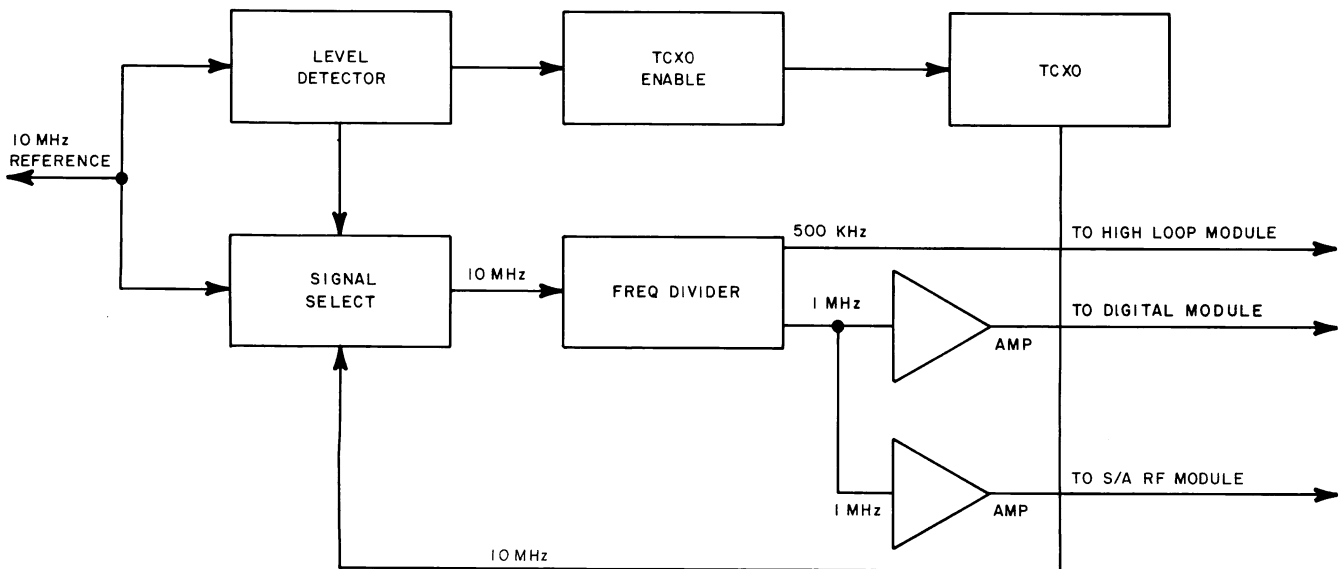 LEVEL
DETECTOR
TCXO
ENABLE
TCXO
10 MHz
REFERENCE
500 KHz
TO HIGH LOOP MODULE
SIGNAL
SELECT
10 MHz
FREQ DIVIDER
1 MHz
TO DIGITAL MODULE
AMP
TO S/A RF MODULE
1 MHz
AMP
10 MHz